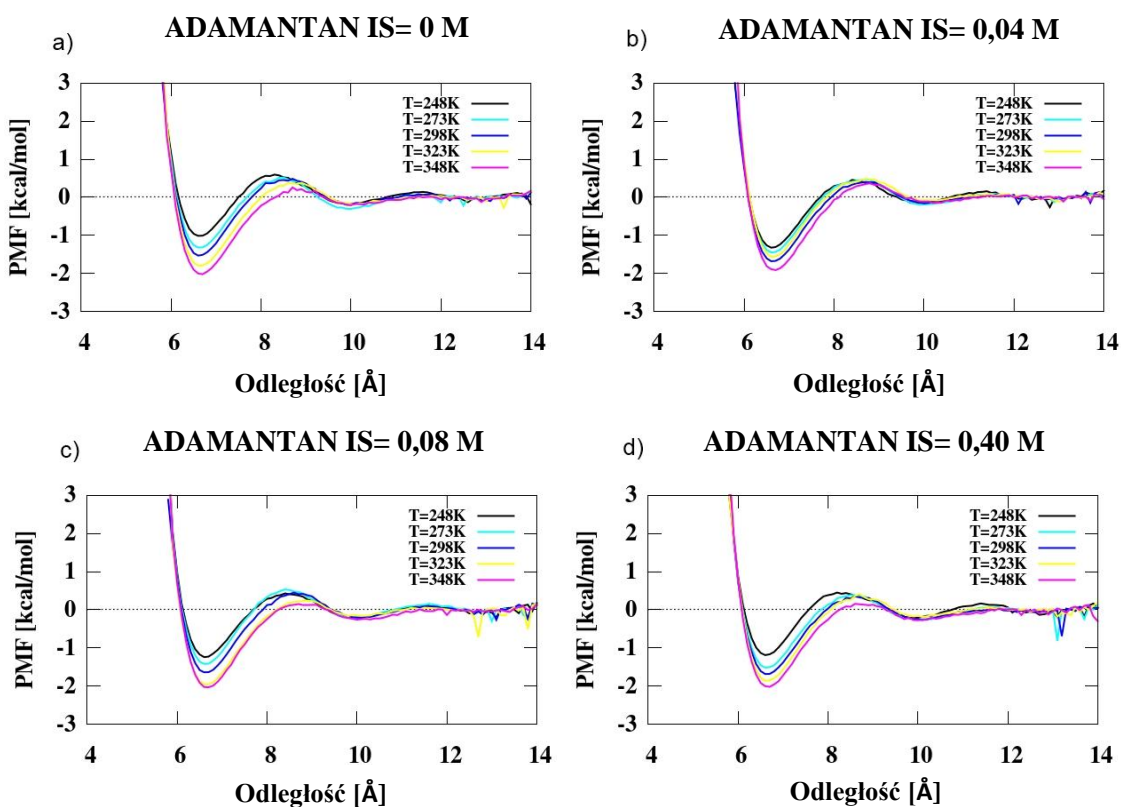 a) ADAMANTAN IS= 0 M
PMF [kcal/mol]
3
2
1
0
-1
-2
-3
T=248K
T=273K
T=298K
T=323K
T=348K
4 6 8 10 12 14
Odległość [Å]
b) ADAMANTAN IS= 0,04 M
PMF [kcal/mol]
3
2
1
0
-1
-2
-3
T=248K
T=273K
T=298K
T=323K
T=348K
4 6 8 10 12 14
Odległość [Å]
c) ADAMANTAN IS= 0,08 M
PMF [kcal/mol]
3
2
1
0
-1
-2
-3
T=248K
T=273K
T=298K
T=323K
T=348K
4 6 8 10 12 14
Odległość [Å]
d) ADAMANTAN IS= 0,40 M
PMF [kcal/mol]
3
2
1
0
-1
-2
-3
T=248K
T=273K
T=298K
T=323K
T=348K
4 6 8 10 12 14
Odległość [Å]